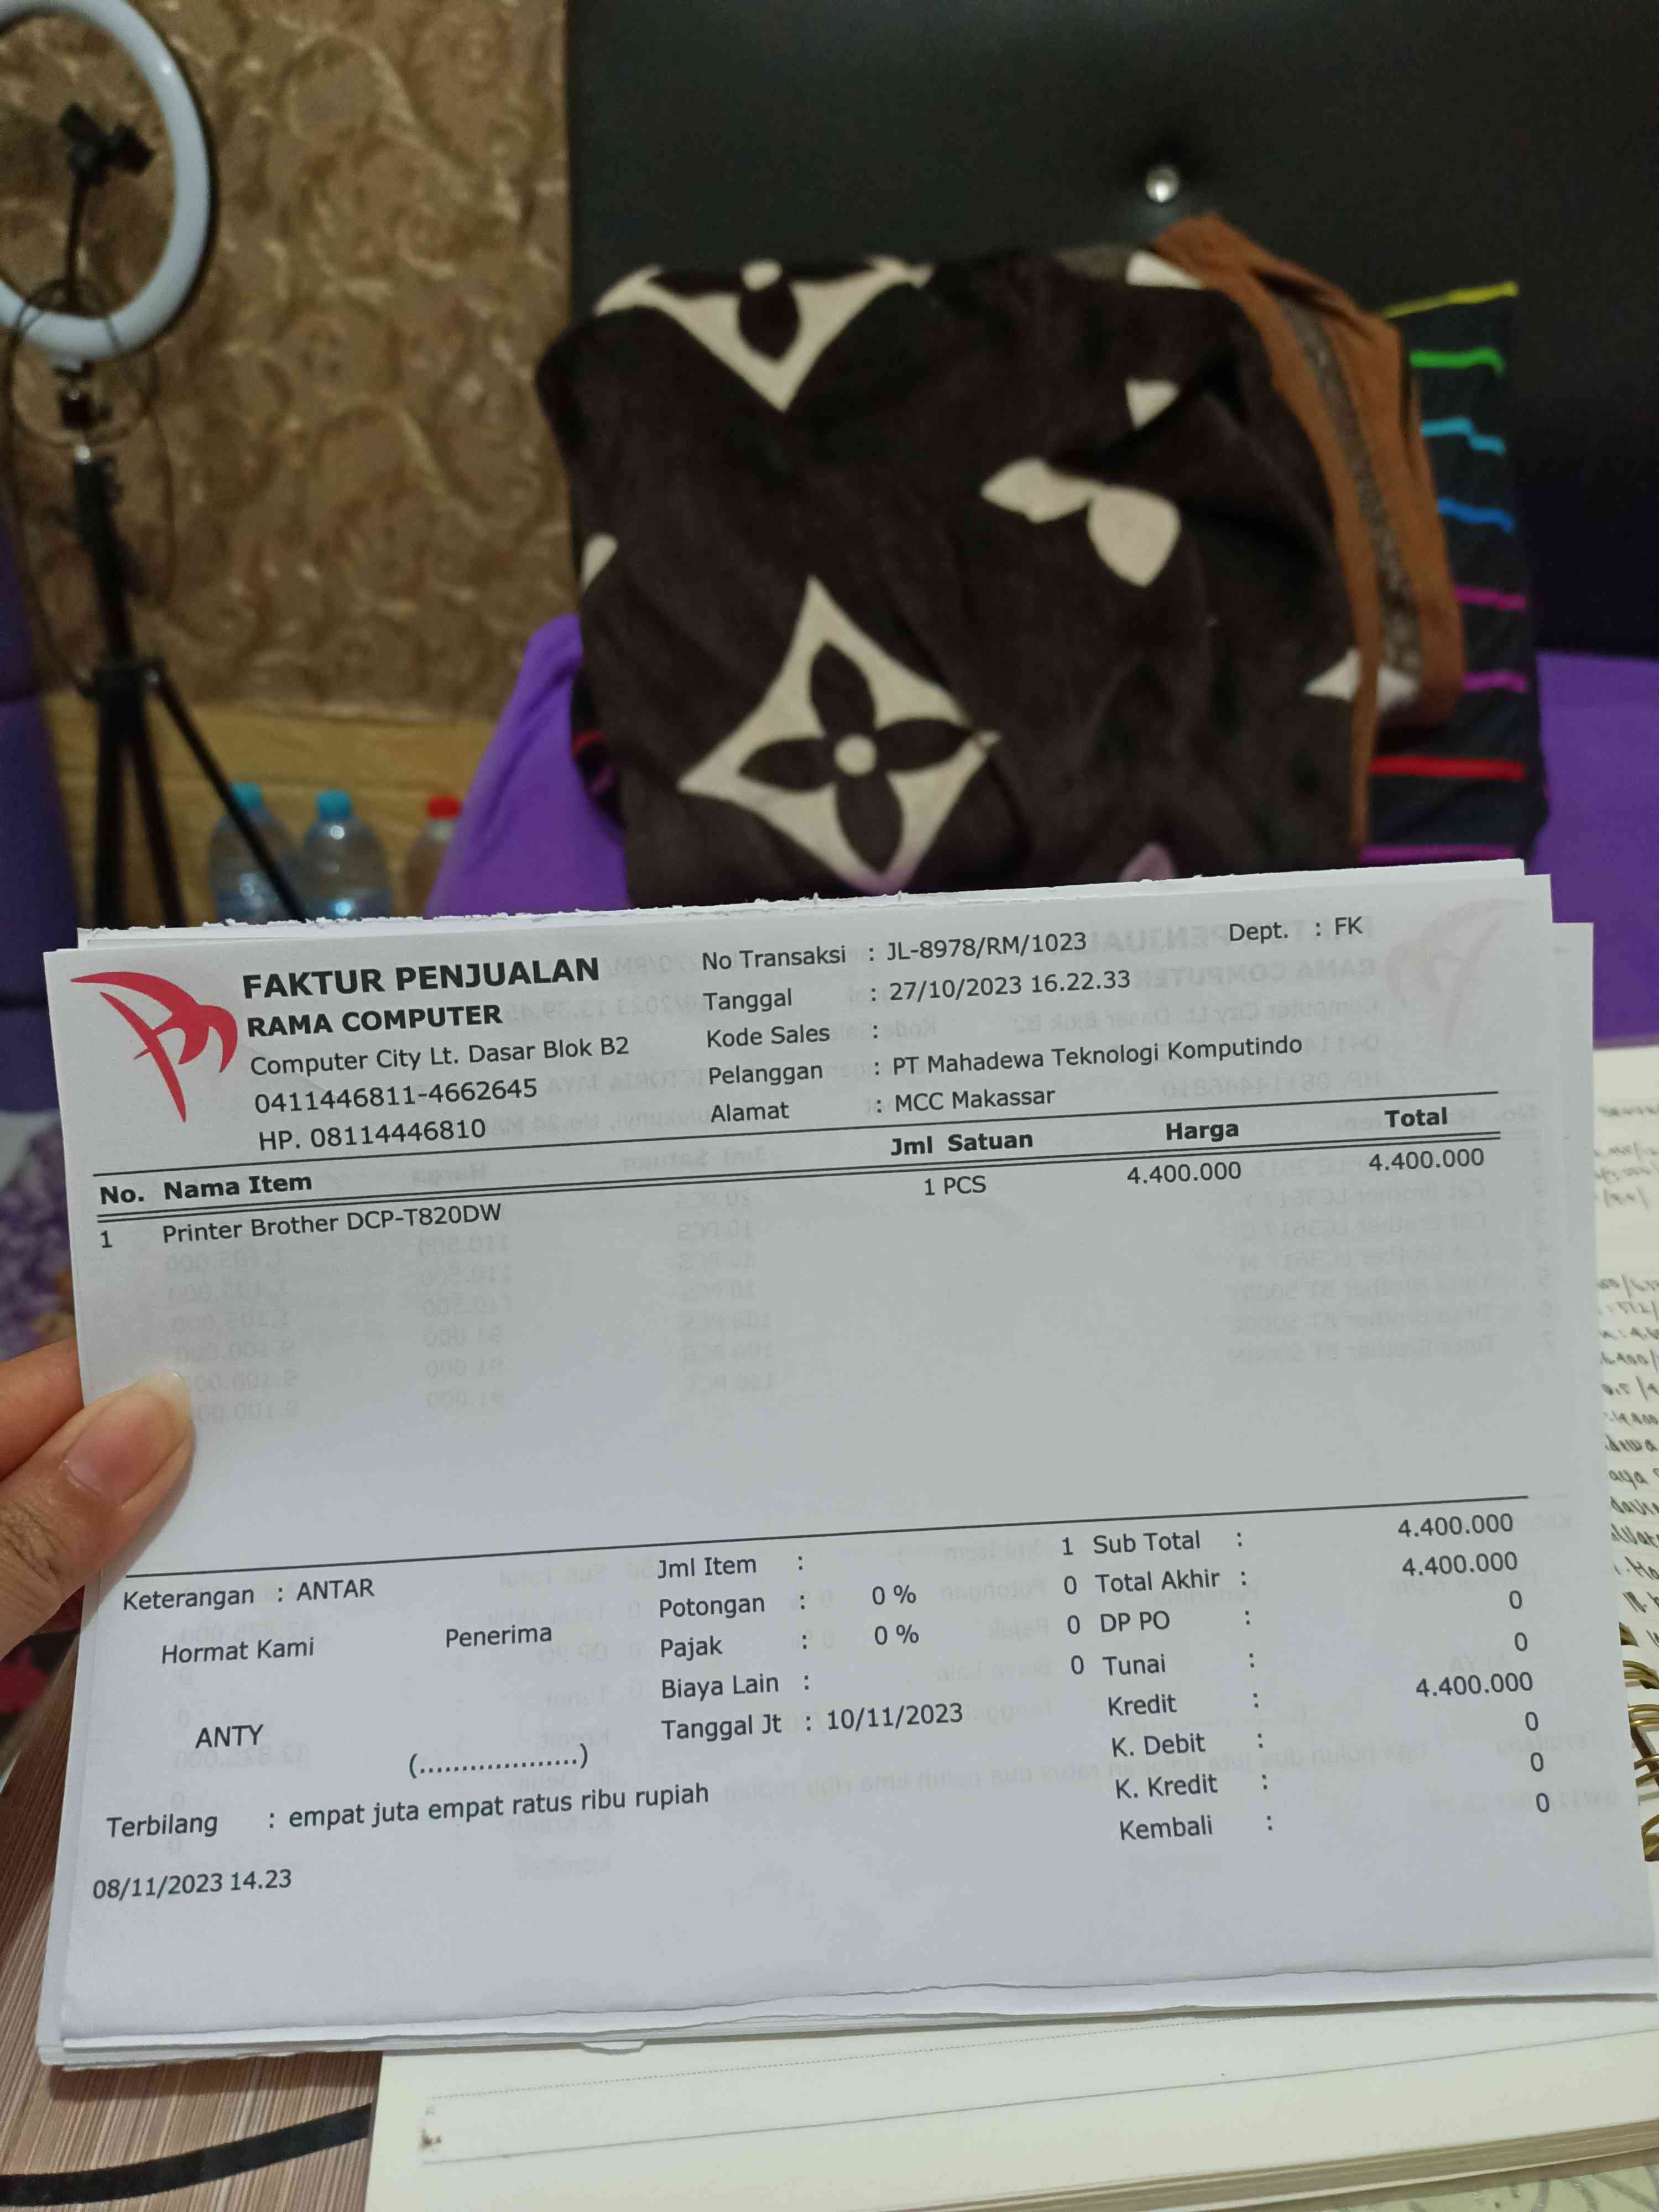 FAKTUR PENJUALAN
RAMA COMPUTER
Computer City Lt. Dasar Blok B2
0411446811-4662645
HP. 08114446810
No Transaksi : JL-8978/RM/1023
Dept. : FK
Tanggal : 27/10/2023 16.22.33
Kode Sales :
Pelanggan : PT Mahadewa Teknologi Komputindo
Alamat : MCC Makassar
No. Nama Item Jml Satuan Harga Total
1 Printer Brother DCP-T820DW 1 PCS 4.400.000 4.400.000
Keterangan : ANTAR
Hormat Kami Penerima
ANTY
(...................)
Jml Item : 1
Potongan : 0 % 0
Pajak : 0 % 0
Biaya Lain : 0
Tanggal Jt : 10/11/2023
Sub Total : 4.400.000
Total Akhir : 4.400.000
DP PO : 0
Tunai : 0
Kredit : 4.400.000
K. Debit : 0
K. Kredit : 0
Kembali : 0
Terbilang : empat juta empat ratus ribu rupiah
08/11/2023 14.23